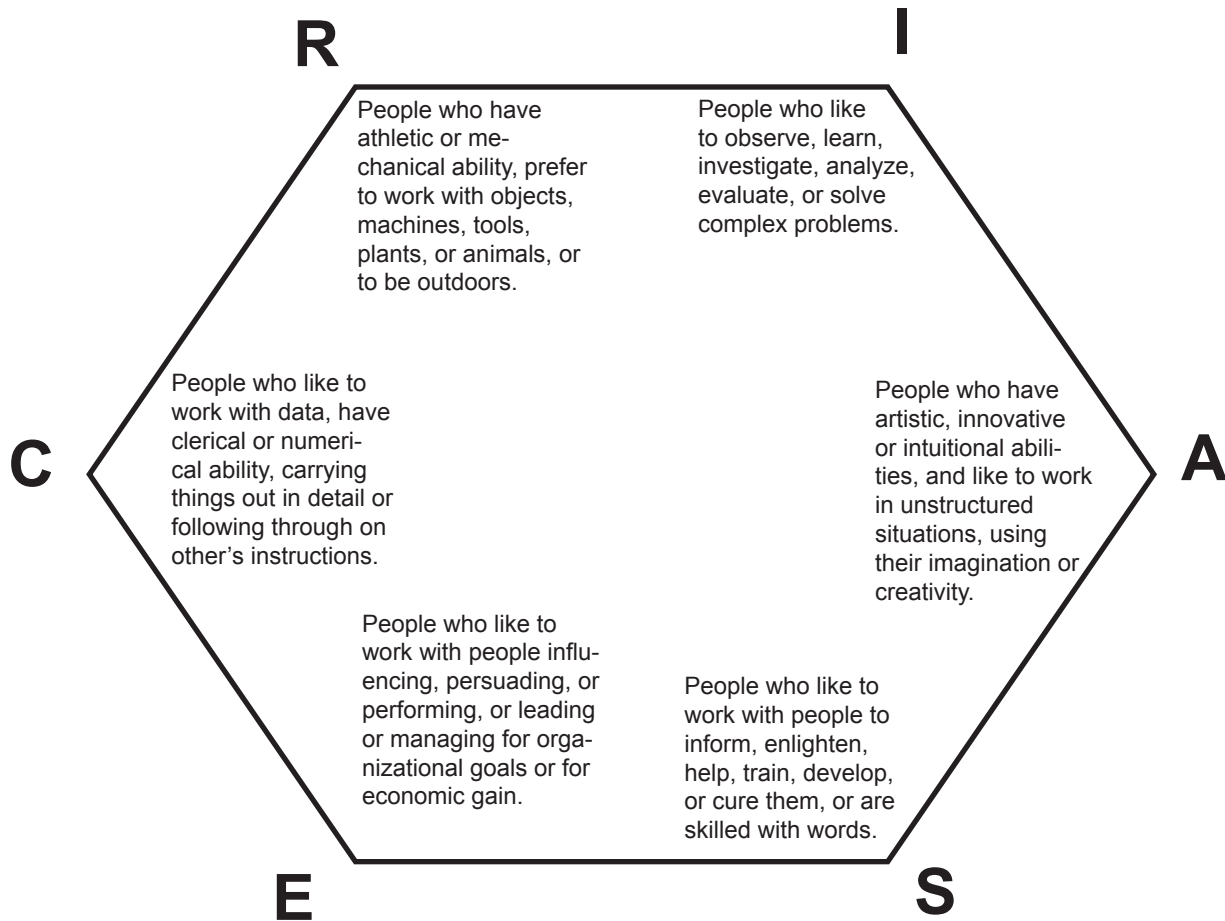 R
People who have
athletic or me-
chanical ability, prefer
to work with objects,
machines, tools,
plants, or animals, or
to be outdoors.
I
People who like
to observe, learn,
investigate, analyze,
evaluate, or solve
complex problems.
C
People who like to
work with data, have
clerical or numeri-
cal ability, carrying
things out in detail or
following through on
other’s instructions.
A
People who have
artistic, innovative
or intuitional abili-
ties, and like to work
in unstructured
situations, using
their imagination or
creativity.
E
People who like to
work with people influ-
encing, persuading, or
performing, or leading
or managing for orga-
nizational goals or for
economic gain.
S
People who like to
work with people to
inform, enlighten,
help, train, develop,
or cure them, or are
skilled with words.